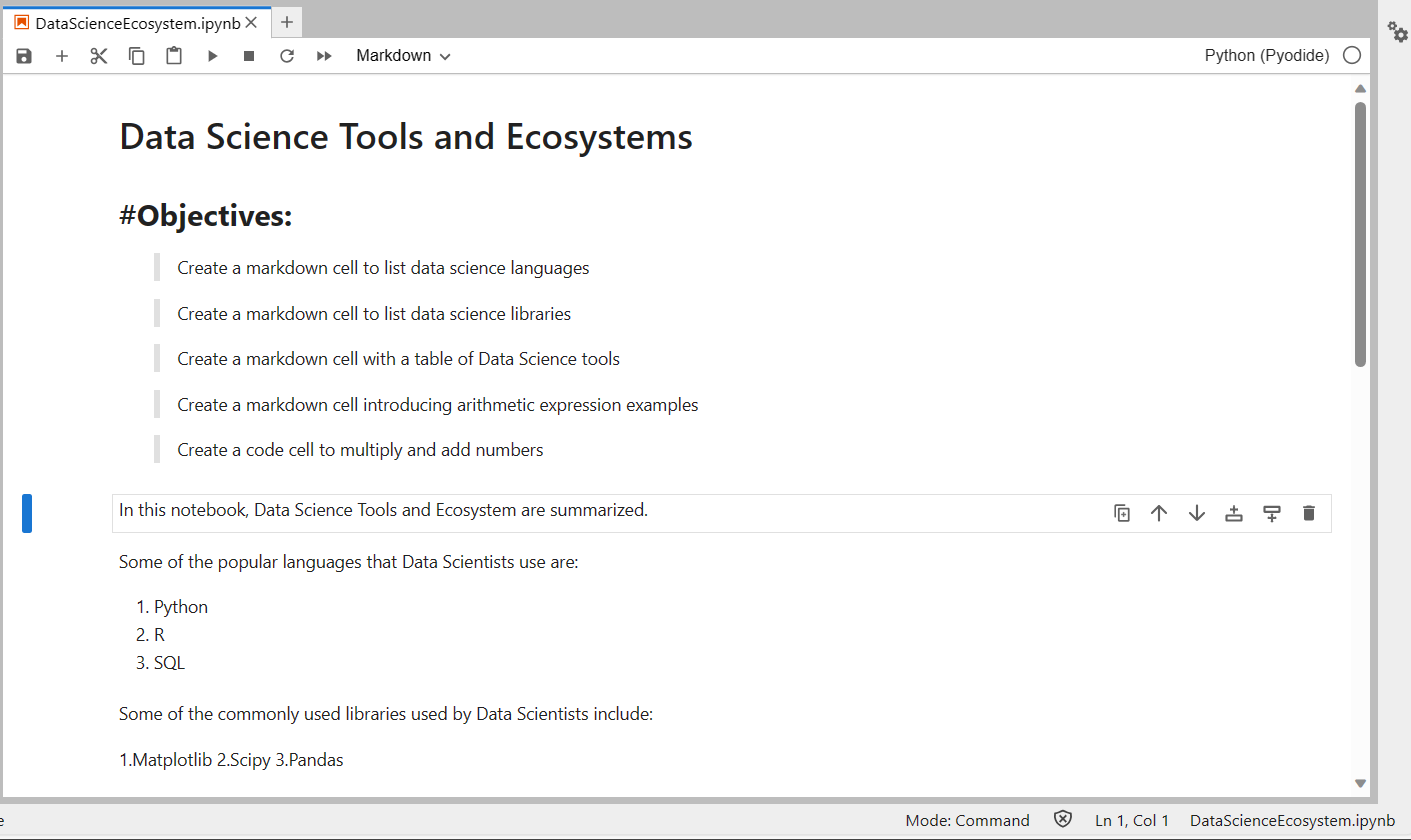 DataScienceEcosystem.ipynb
Markdown
Python (Pyodide)
Data Science Tools and Ecosystems
#Objectives:
Create a markdown cell to list data science languages
Create a markdown cell to list data science libraries
Create a markdown cell with a table of Data Science tools
Create a markdown cell introducing arithmetic expression examples
Create a code cell to multiply and add numbers
In this notebook, Data Science Tools and Ecosystem are summarized.
Some of the popular languages that Data Scientists use are:
1. Python
2. R
3. SQL
Some of the commonly used libraries used by Data Scientists include:
1.Matplotlib 2.Scipy 3.Pandas
Mode: Command
Ln 1, Col 1
DataScienceEcosystem.ipynb